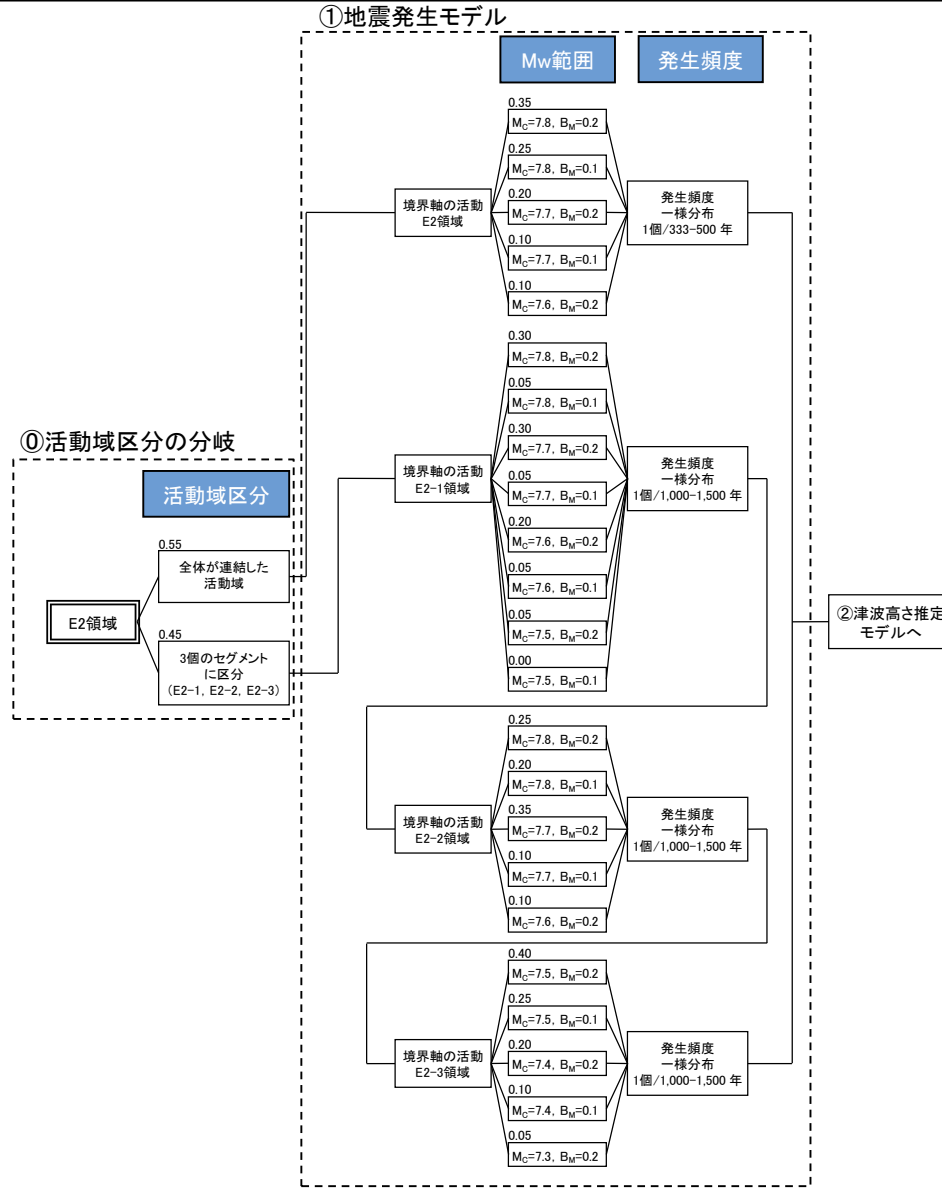 ①地震発生モデル
Mw範囲
発生頻度
境界軸の活動
E2領域
0.35
MC=7.8, BM=0.2
0.25
MC=7.8, BM=0.1
0.20
MC=7.7, BM=0.2
0.10
MC=7.7, BM=0.1
0.10
MC=7.6, BM=0.2
発生頻度
一様分布
1個/333-500 年
⓪活動域区分の分岐
活動域区分
E2領域
0.55
全体が連結した
活動域
0.45
3個のセグメント
に区分
(E2-1, E2-2, E2-3)
境界軸の活動
E2-1領域
0.30
MC=7.8, BM=0.2
0.05
MC=7.8, BM=0.1
0.30
MC=7.7, BM=0.2
0.05
MC=7.7, BM=0.1
0.20
MC=7.6, BM=0.2
0.05
MC=7.6, BM=0.1
0.05
MC=7.5, BM=0.2
0.00
MC=7.5, BM=0.1
発生頻度
一様分布
1個/1,000-1,500 年
②津波高さ推定
モデルへ
境界軸の活動
E2-2領域
0.25
MC=7.8, BM=0.2
0.20
MC=7.8, BM=0.1
0.35
MC=7.7, BM=0.2
0.10
MC=7.7, BM=0.1
0.10
MC=7.6, BM=0.2
発生頻度
一様分布
1個/1,000-1,500 年
境界軸の活動
E2-3領域
0.40
MC=7.5, BM=0.2
0.25
MC=7.5, BM=0.1
0.20
MC=7.4, BM=0.2
0.10
MC=7.4, BM=0.1
0.05
MC=7.3, BM=0.2
発生頻度
一様分布
1個/1,000-1,500 年